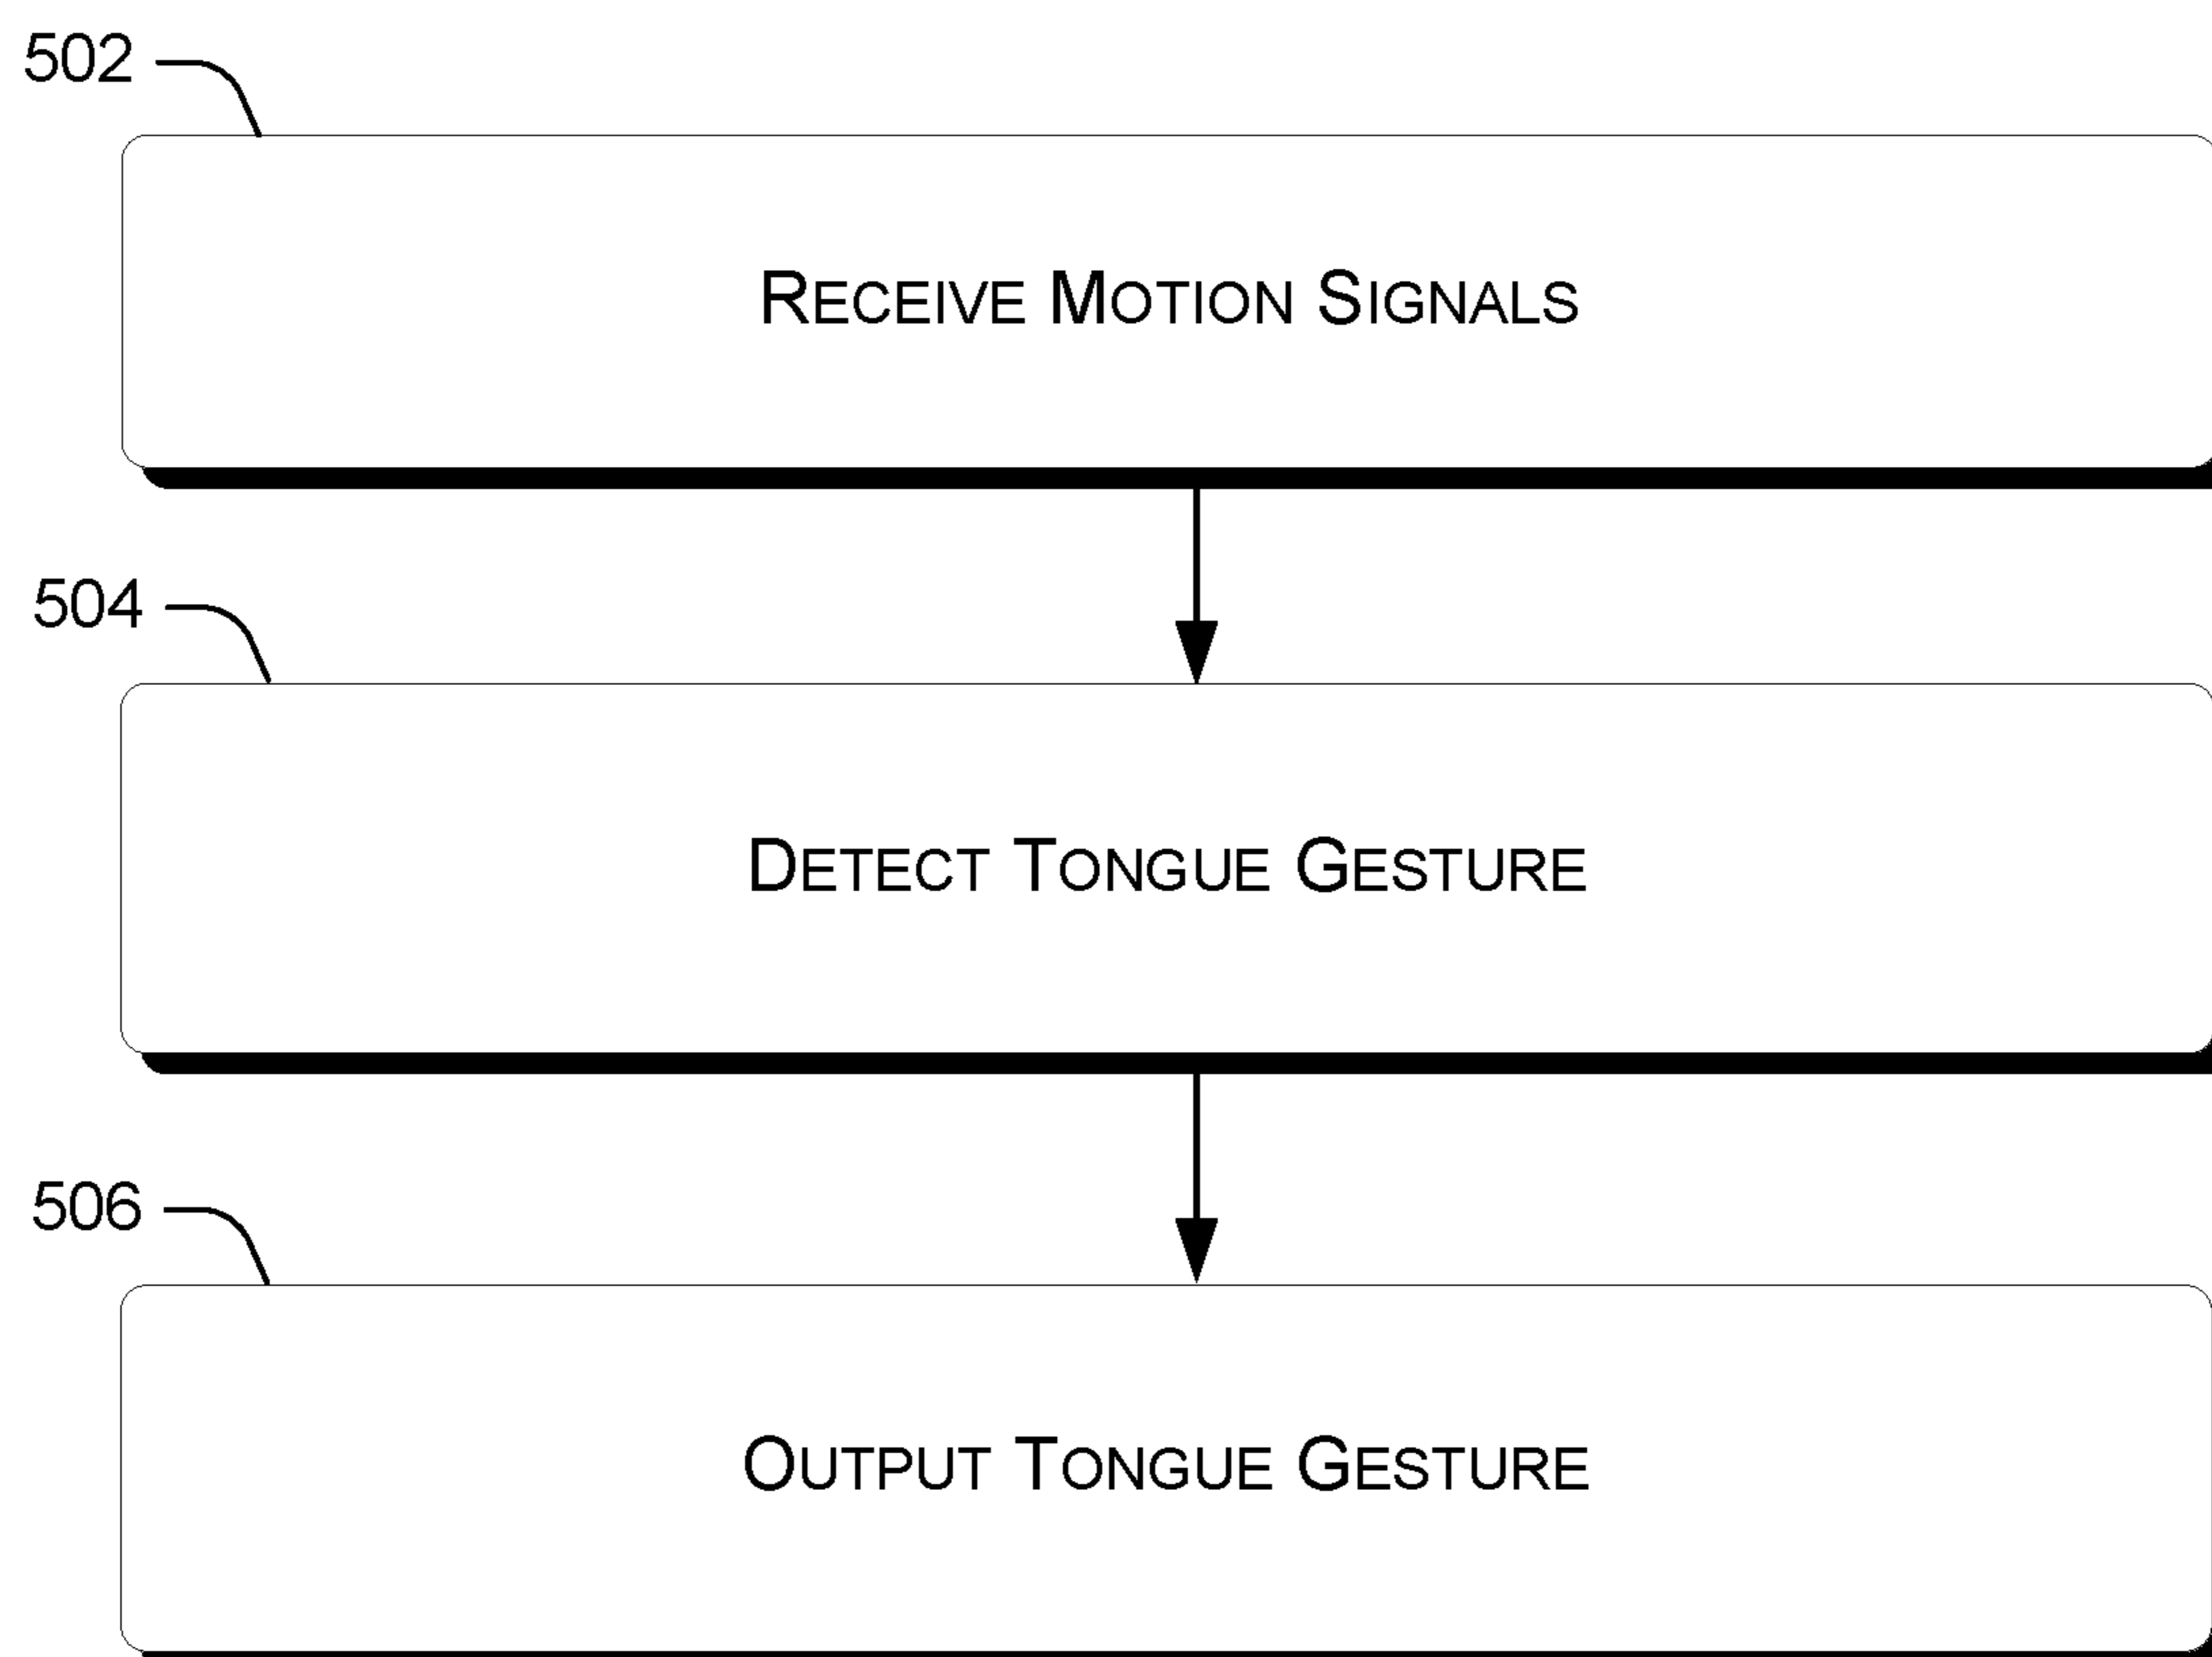 502
RECEIVE MOTION SIGNALS
504
DETECT TONGUE GESTURE
506
OUTPUT TONGUE GESTURE